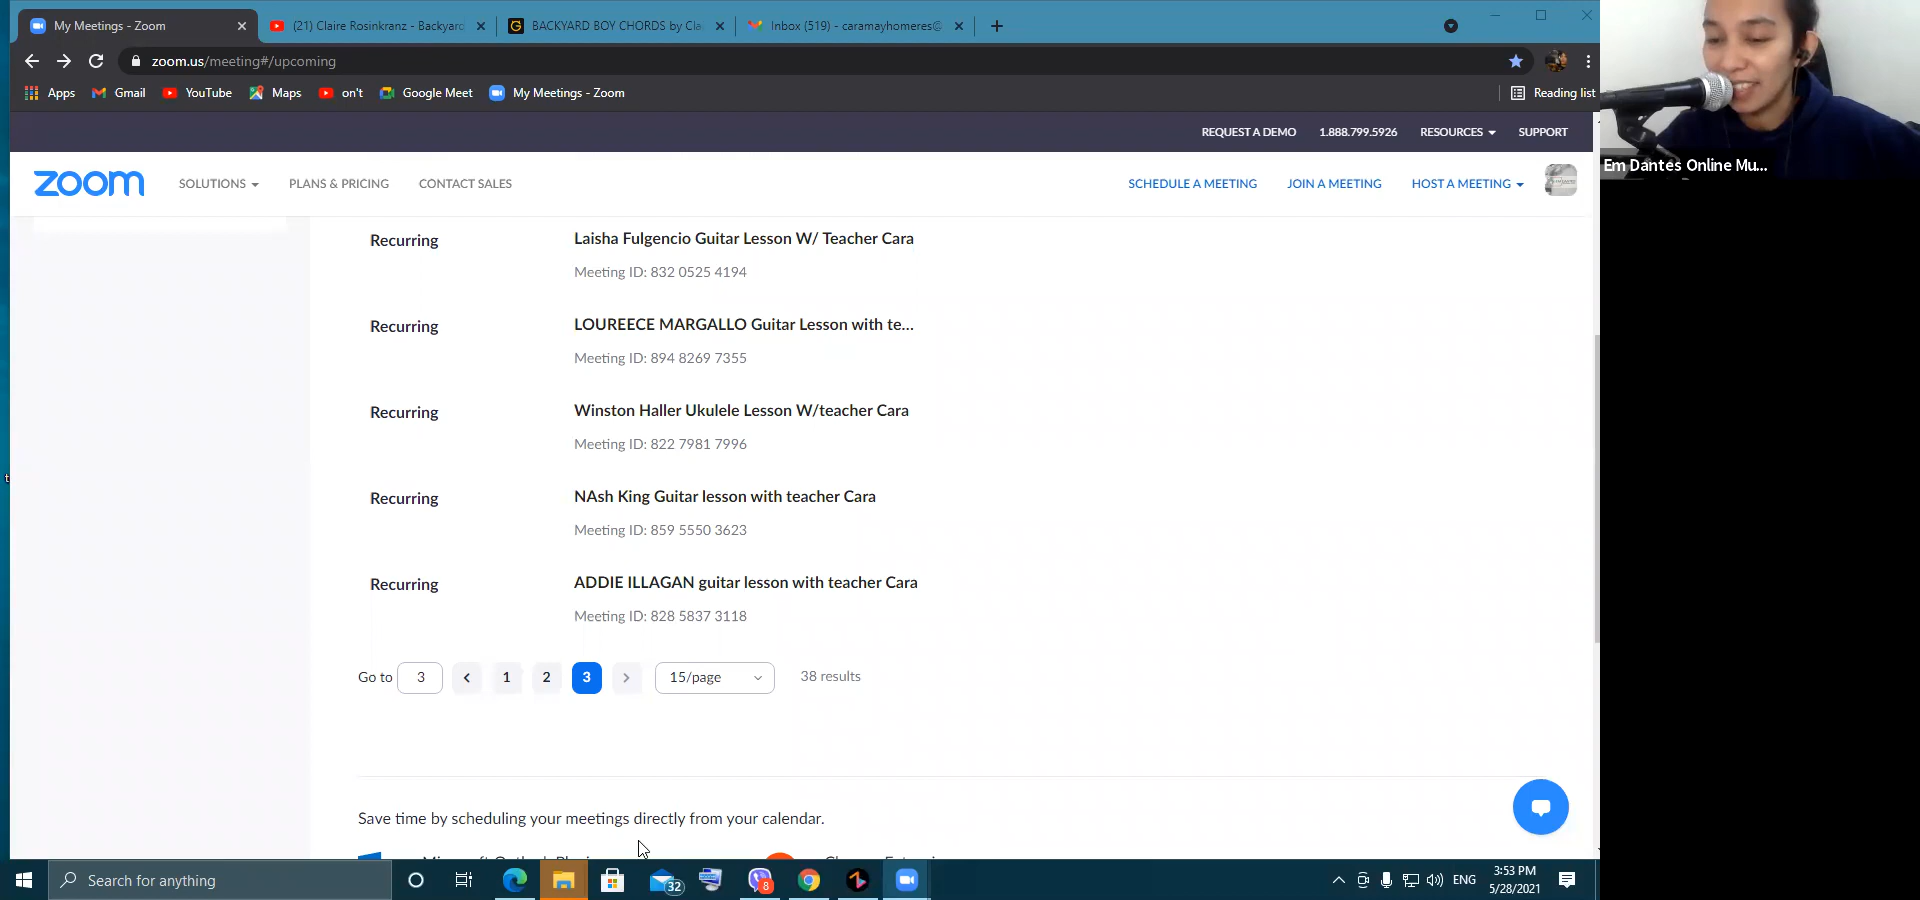 My Meetings - Zoom
(21) Claire Rosinkranz - Backyard
BACKYARD BOY CHORDS by Cla
Inbox (519) - caramayhomeres@
zoom.us/meeting#/upcoming
Apps
Gmail
YouTube
Maps
on't
Google Meet
My Meetings - Zoom
Reading list
REQUEST A DEMO
1.888.799.5926
RESOURCES
SUPPORT
zoom
SOLUTIONS
PLANS & PRICING
CONTACT SALES
SCHEDULE A MEETING
JOIN A MEETING
HOST A MEETING
Em Dantes Online Mu...
Recurring
Laisha Fulgencio Guitar Lesson W/ Teacher Cara
Meeting ID: 832 0525 4194
Recurring
LOUREECE MARGALLO Guitar Lesson with te...
Meeting ID: 894 8269 7355
Recurring
Winston Haller Ukulele Lesson W/teacher Cara
Meeting ID: 822 7981 7996
Recurring
NAsh King Guitar lesson with teacher Cara
Meeting ID: 859 5550 3623
Recurring
ADDIE ILLAGAN guitar lesson with teacher Cara
Meeting ID: 828 5837 3118
Go to
3
1
2
3
15/page
38 results
Save time by scheduling your meetings directly from your calendar.
Search for anything
32
8
ENG
3:53 PM
5/28/2021